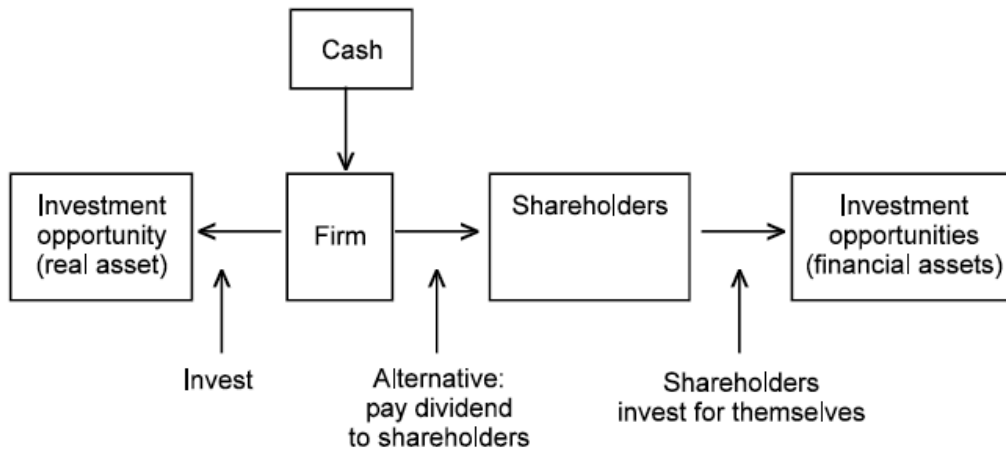 Cash
Investment
opportunity
(real asset)
Firm
Shareholders
Investment
opportunities
(financial assets)
Invest
Alternative:
pay dividend
to shareholders
Shareholders
invest for themselves